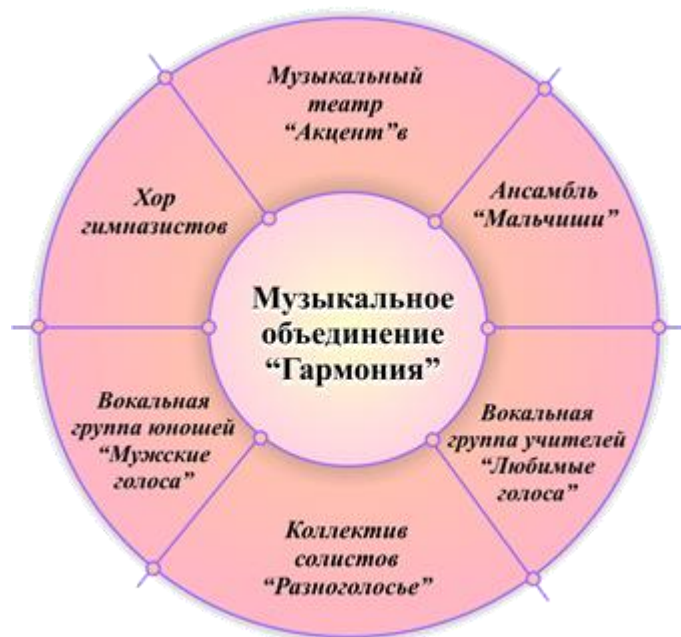 Музыкальный
театр
“Акцент”в
Ансамбль
“Мальчиши”
Вокальная
группа учителей
“Любимые
голоса”
Коллектив
солистов
“Разноголосье”
Вокальная
группа юношей
“Мужские
голоса”
Хор
гимназистов
Музыкальное
объединение
“Гармония”